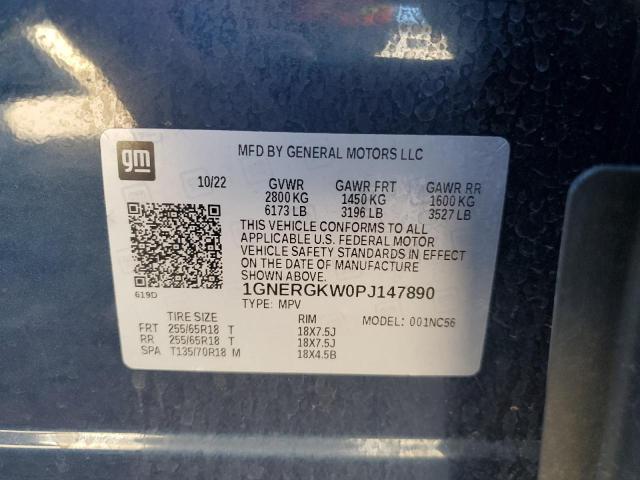 gm
MFD BY GENERAL MOTORS LLC
10/22 GVWR GAWR FRT GAWR RR
2800 KG 1450 KG 1600 KG
6173 LB 3196 LB 3527 LB
THIS VEHICLE CONFORMS TO ALL
APPLICABLE U.S. FEDERAL MOTOR
VEHICLE SAFETY STANDARDS IN EFFECT
ON THE DATE OF MANUFACTURE
SHOWN ABOVE.
619D
1GNERGKW0PJ147890
TYPE: MPV
MODEL: 001NC56
TIRE SIZE RIM
FRT 255/65R18 T 18X7.5J
RR 255/65R18 T 18X7.5J
SPA T135/70R18 M 18X4.5B